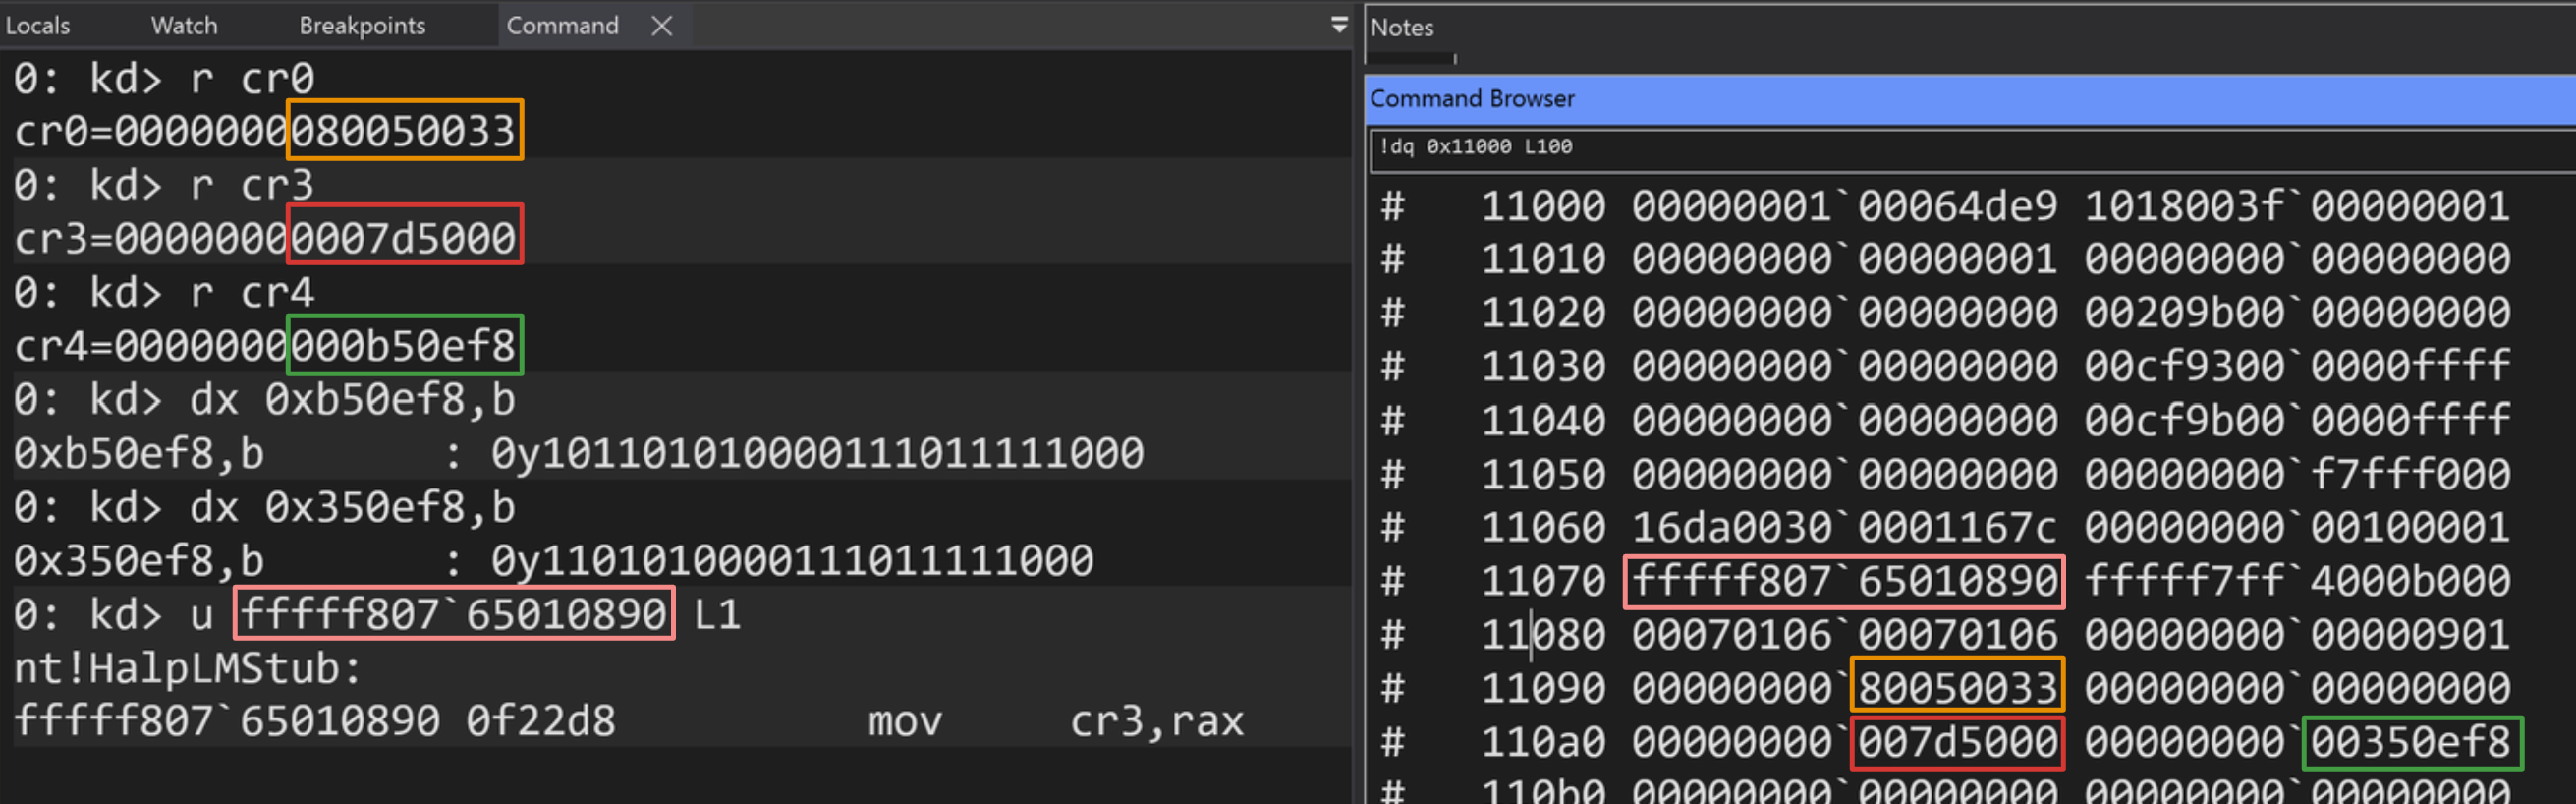 Locals Watch Breakpoints Command
0: kd> r cr0
cr0=0000000080050033
0: kd> r cr3
cr3=00000000007d5000
0: kd> r cr4
cr4=0000000000b50ef8
0: kd> dx 0xb50ef8,b
0xb50ef8,b : 0y101101010000111011111000
0: kd> dx 0x350ef8,b
0x350ef8,b : 0y1101010000111011111000
0: kd> u fffff807`65010890 L1
nt!HalpLMStub:
fffff807`65010890 0f22d8 mov cr3,rax
Notes
Command Browser
!dq 0x11000 L100
# 11000 00000001`00064de9 1018003f`00000001
# 11010 00000000`00000001 00000000`00000000
# 11020 00000000`00000000 00209b00`00000000
# 11030 00000000`00000000 00cf9300`0000ffff
# 11040 00000000`00000000 00cf9b00`0000ffff
# 11050 00000000`00000000 00000000`f7fff000
# 11060 16da0030`0001167c 00000000`00100001
# 11070 fffff807`65010890 fffff7ff`4000b000
# 11080 00070106`00070106 00000000`00000901
# 11090 00000000`80050033 00000000`00000000
# 110a0 00000000`007d5000 00000000`00350ef8
# 110b0 00000000`00000000 00000000`00000000